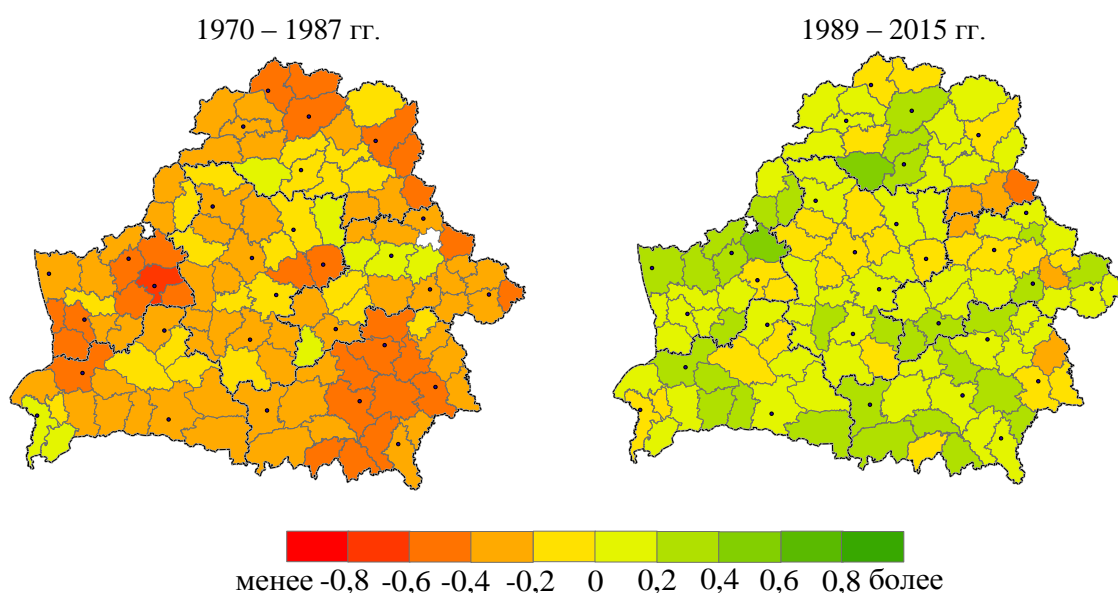 1970 – 1987 гг.
1989 – 2015 гг.
менее -0,8 -0,6 -0,4 -0,2 0 0,2 0,4 0,6 0,8 более